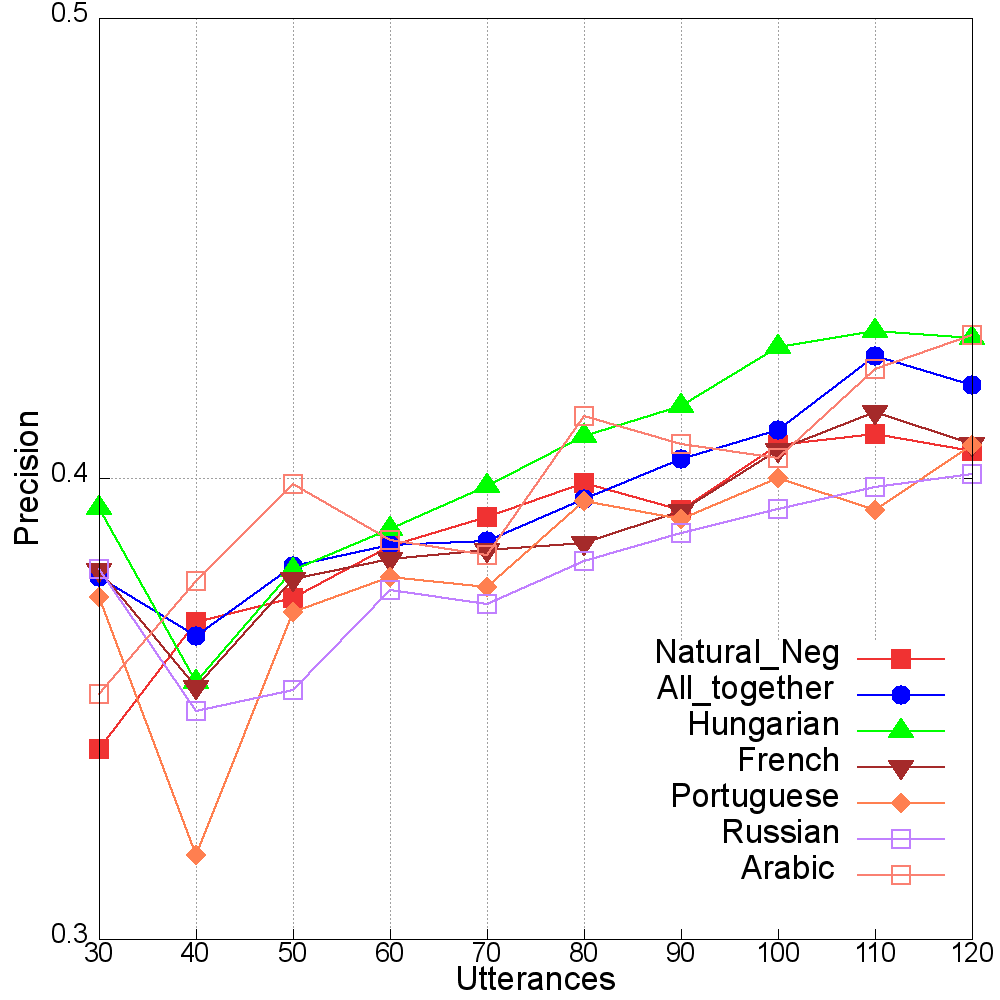 0.5
0.4
0.3
Precision
30 40 50 60 70 80 90 100 110 120
Utterances
Natural_Neg
All_together
Hungarian
French
Portuguese
Russian
Arabic